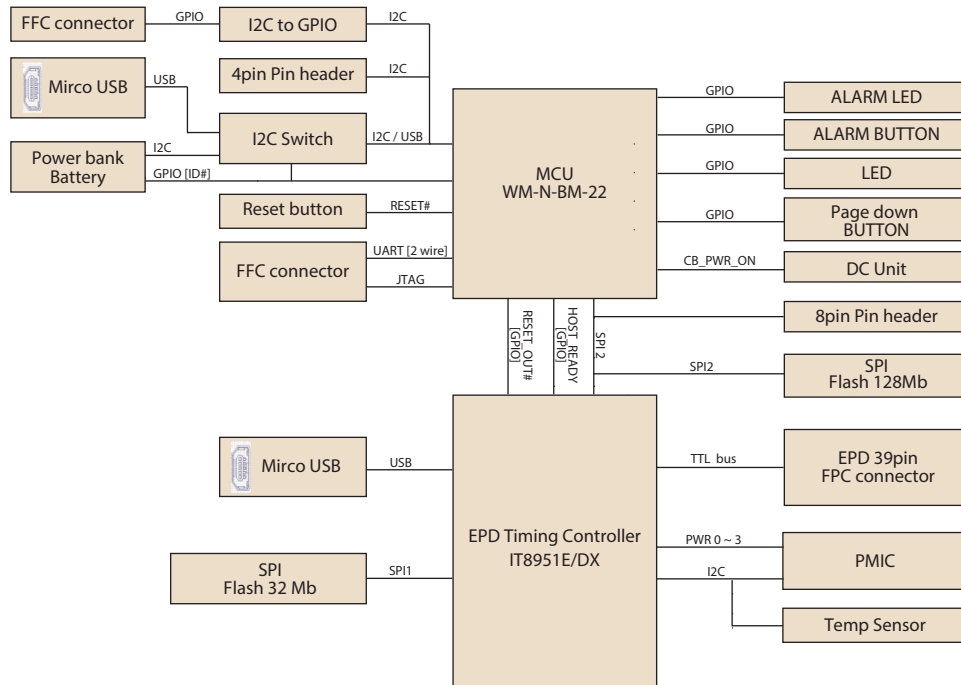 FFC connector
GPIO
I2C to GPIO
I2C
Mirco USB
USB
4pin Pin header
I2C
I2C Switch
I2C / USB
Power bank
Battery
I2C
GPIO [ID#]
Reset button
RESET#
FFC connector
UART [2 wire]
JTAG
MCU
WM-N-BM-22
GPIO
ALARM LED
GPIO
ALARM BUTTON
GPIO
LED
GPIO
Page down
BUTTON
CB_PWR_ON
DC Unit
RESET_OUT#
[GPIO]
HOST_READY
[GPIO]
SPI 2
8pin Pin header
SPI2
SPI
Flash 128Mb
Mirco USB
USB
SPI
Flash 32 Mb
SPI1
EPD Timing Controller
IT8951E/DX
TTL bus
EPD 39pin
FPC connector
PWR 0 ~ 3
I2C
PMIC
Temp Sensor